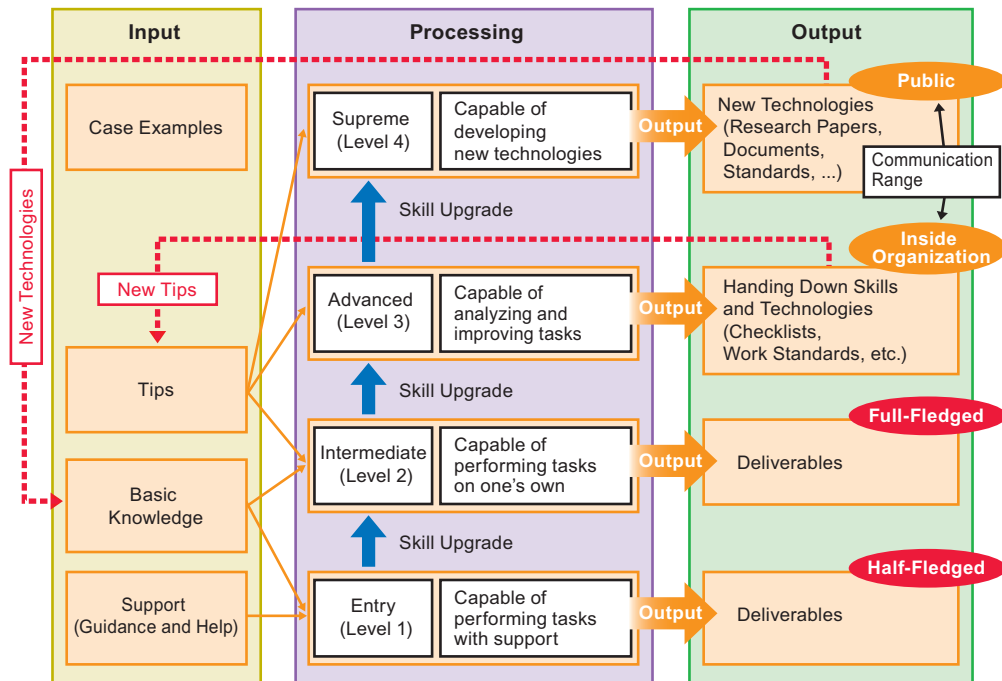 Input
Processing
Output
Public
Case Examples
Supreme
(Level 4)
Capable of
developing
new technologies
Output
New Technologies
(Research Papers,
Documents,
Standards, ...)
Communication
Range
New Technologies
Skill Upgrade
Inside
Organization
New Tips
Advanced
(Level 3)
Capable of
analyzing and
improving tasks
Output
Handing Down Skills
and Technologies
(Checklists,
Work Standards, etc.)
Tips
Skill Upgrade
Full-Fledged
Intermediate
(Level 2)
Capable of
performing tasks
on one's own
Output
Deliverables
Basic
Knowledge
Skill Upgrade
Half-Fledged
Support
(Guidance and Help)
Entry
(Level 1)
Capable of
performing tasks
with support
Output
Deliverables